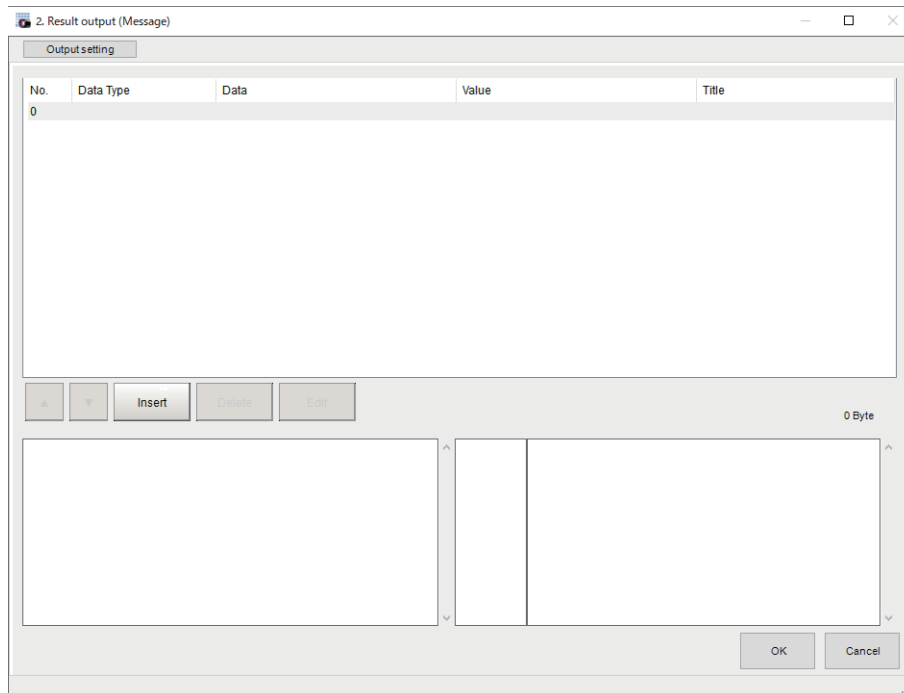 2. Result output (Message)
Output setting
No. Data Type Data Value Title
0
Insert Delete Edit
0 Byte
OK Cancel